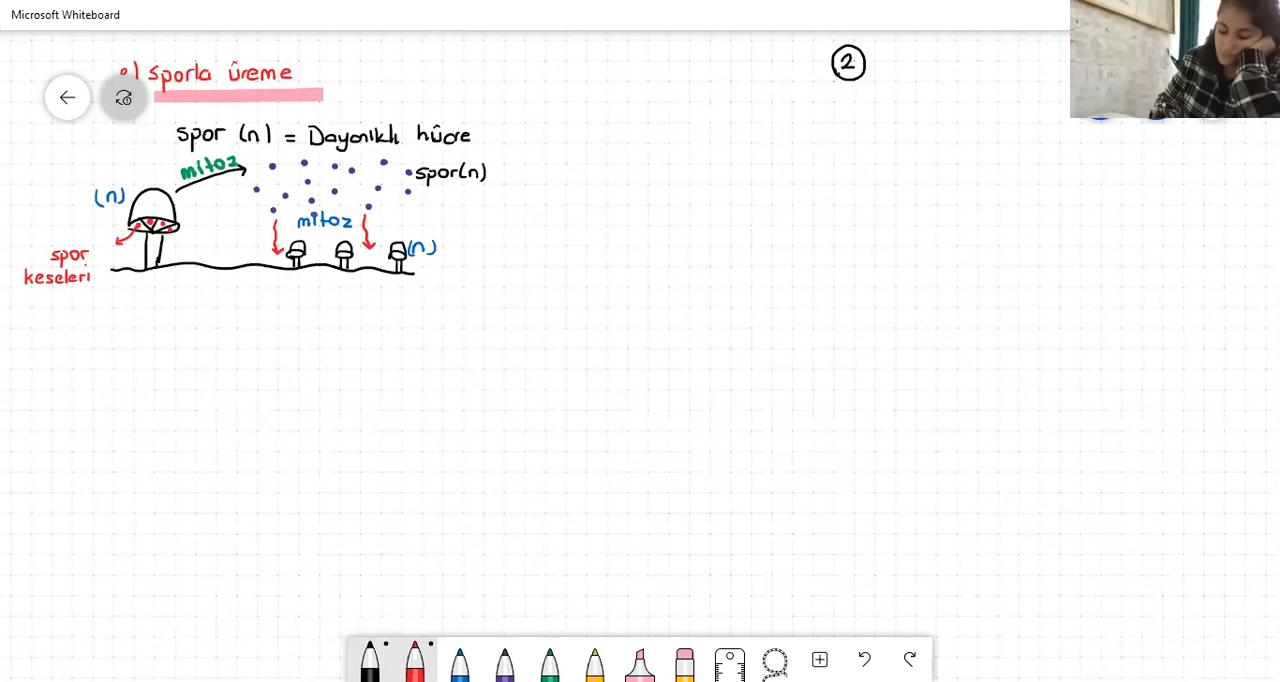 Microsoft Whiteboard
2
e) Sporla üreme
spor (n) = Dayanıklı hücre
mitoz
spor(n)
(n)
mitoz
(n)
spor
keseleri